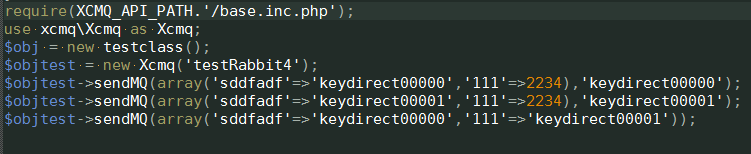 require(XCMQ_API_PATH.'/base.inc.php');
use xcmq\Xcmq as Xcmq;
$obj = new testclass();
$objtest = new Xcmq('testRabbit4');
$objtest->sendMQ(array('sddfadf'=>'keydirect00000','111'=>2234),'keydirect00000');
$objtest->sendMQ(array('sddfadf'=>'keydirect00001','111'=>2234),'keydirect00001');
$objtest->sendMQ(array('sddfadf'=>'keydirect00000','111'=>'keydirect00001'));